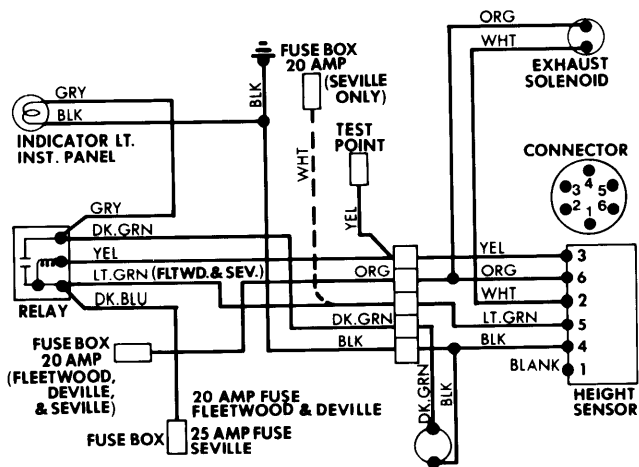 ORG
WHT
EXHAUST
SOLENOID
FUSE BOX
20 AMP
(SEVILLE
ONLY)
BLK
GRY
BLK
INDICATOR LT.
INST. PANEL
TEST
POINT
WHT
YEL
CONNECTOR
3 4 5
2 1 6
GRY
DK.GRN
YEL
LT.GRN (FLTWD.& SEV.)
DK.BLU
RELAY
ORG
DK.GRN
BLK
YEL 3
ORG 6
WHT 2
LT.GRN 5
BLK 4
BLANK 1
HEIGHT
SENSOR
FUSE BOX
20 AMP
(FLEETWOOD,
DEVILLE,
& SEVILLE)
20 AMP FUSE
FLEETWOOD & DEVILLE
FUSE BOX
25 AMP FUSE
SEVILLE
DK.GRN
BLK